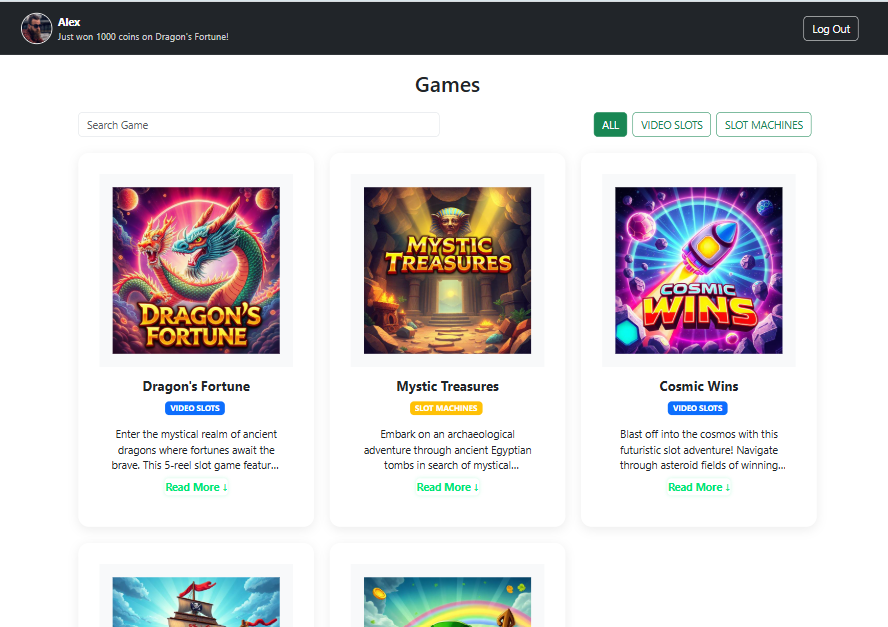 Alex
Just won 1000 coins on Dragon's Fortune!
Log Out
Games
Search Game
ALL
VIDEO SLOTS
SLOT MACHINES
DRAGON'S
FORTUNE
Dragon's Fortune
VIDEO SLOTS
Enter the mystical realm of ancient
dragons where fortunes await the
brave. This 5-reel slot game featur...
Read More ↓
MYSTIC
TREASURES
Mystic Treasures
SLOT MACHINES
Embark on an archaeological
adventure through ancient Egyptian
tombs in search of mystical...
Read More ↓
COSMIC
WINS
Cosmic Wins
VIDEO SLOTS
Blast off into the cosmos with this
futuristic slot adventure! Navigate
through asteroid fields of winning...
Read More ↓